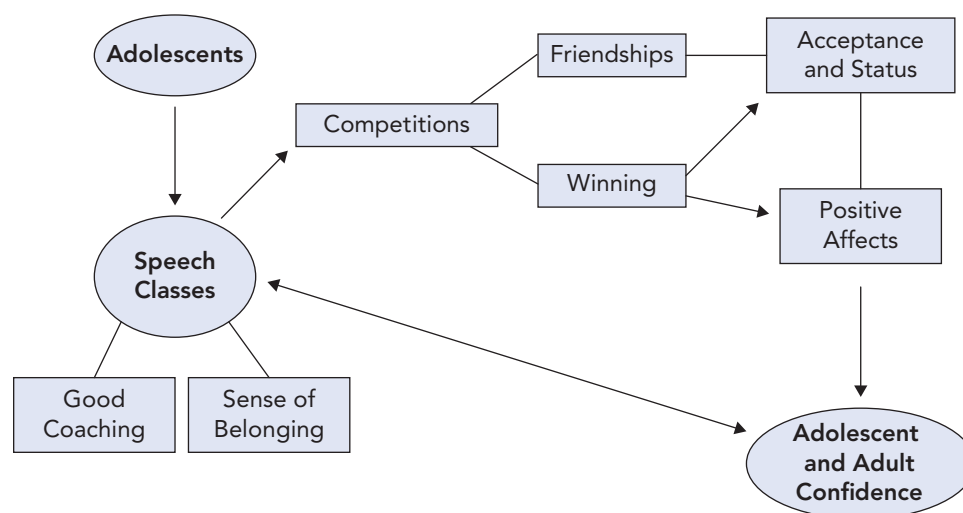 Adolescents
Friendships
Acceptance
and Status
Competitions
Winning
Positive
Affects
Speech
Classes
Good
Coaching
Sense of
Belonging
Adolescent
and Adult
Confidence